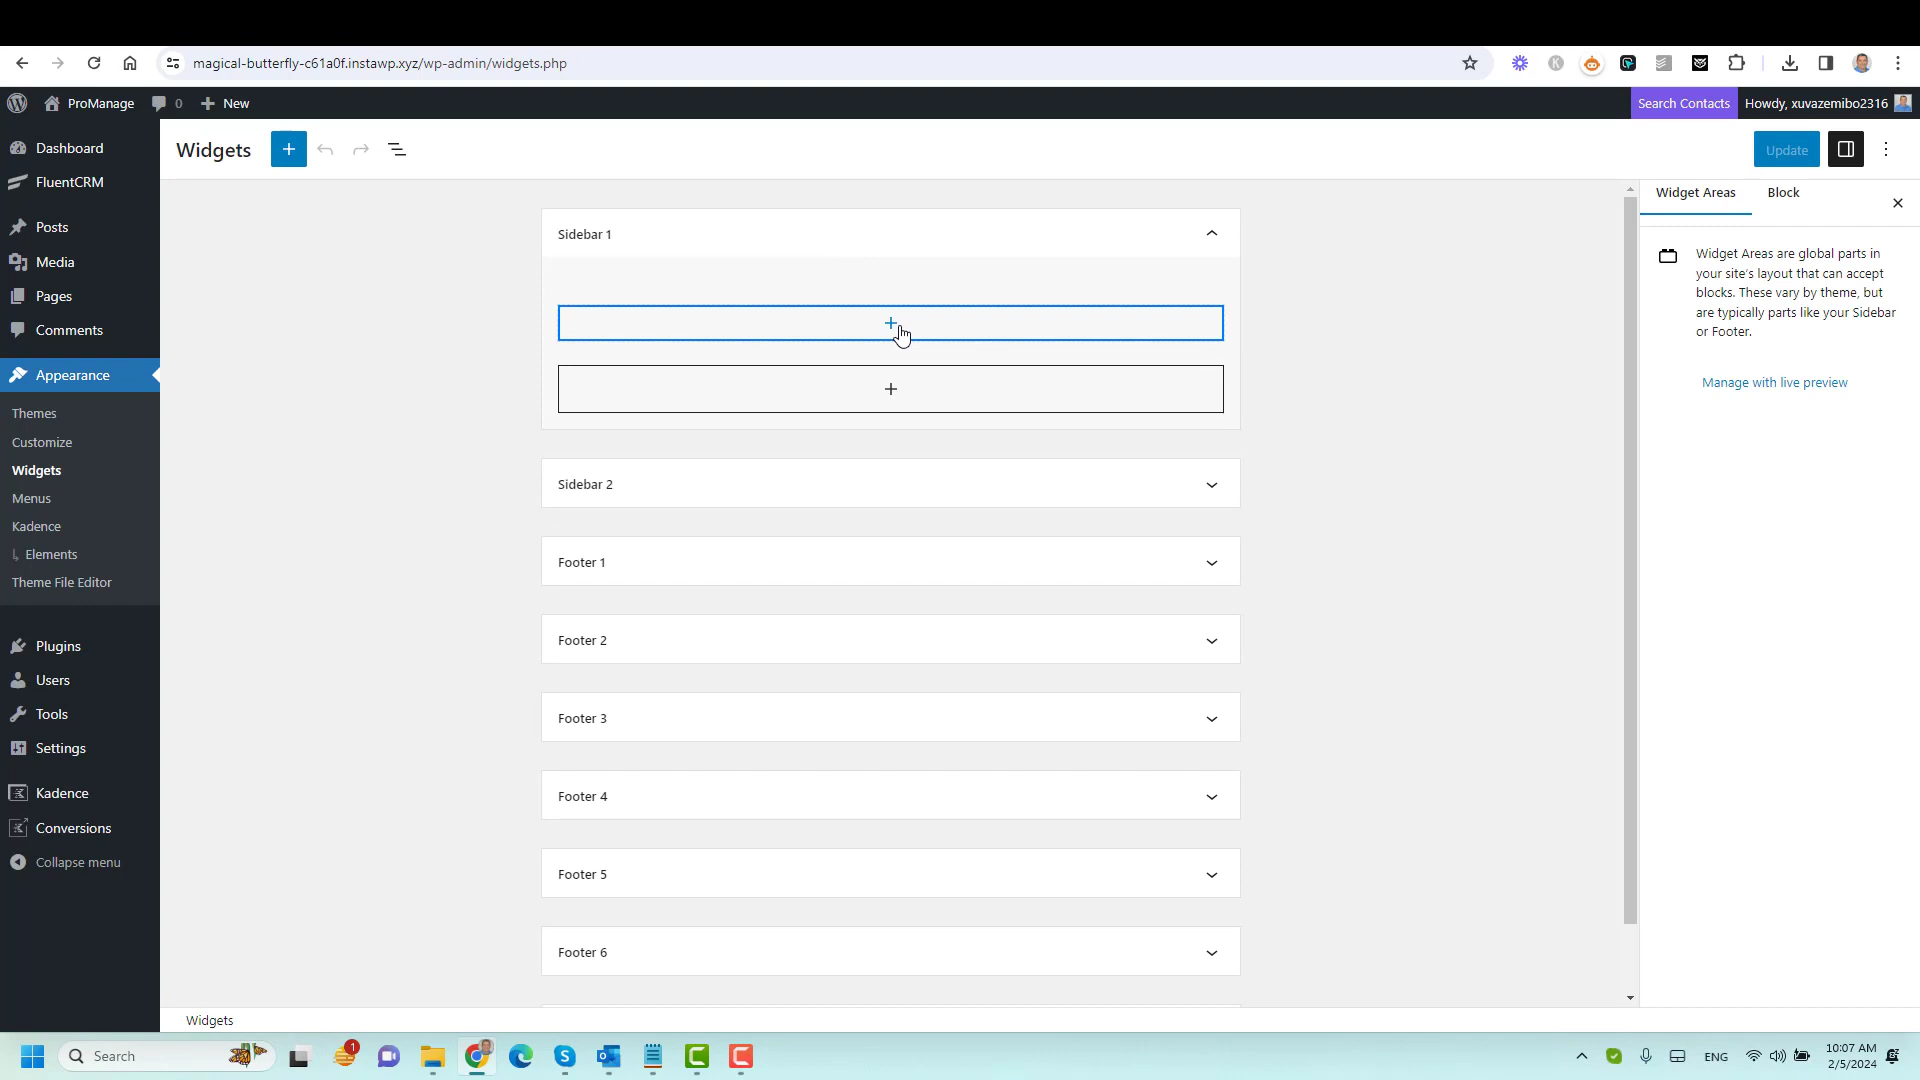 magical-butterfly-c61a0f.instawp.xyz/wp-admin/widgets.php
ProManage
0
New
Search Contacts
Howdy, xuvazemibo2316
Dashboard
FluentCRM
Posts
Media
Pages
Comments
Appearance
Themes
Customize
Widgets
Menus
Kadence
Elements
Theme File Editor
Plugins
Users
Tools
Settings
Kadence
Conversions
Collapse menu
Widgets
Update
Sidebar 1
Sidebar 2
Footer 1
Footer 2
Footer 3
Footer 4
Footer 5
Footer 6
Widget Areas
Block
Widget Areas are global parts in
your site's layout that can accept
blocks. These vary by theme, but
are typically parts like your Sidebar
or Footer.
Manage with live preview
Widgets
Search
1
ENG
10:07 AM
2/5/2024